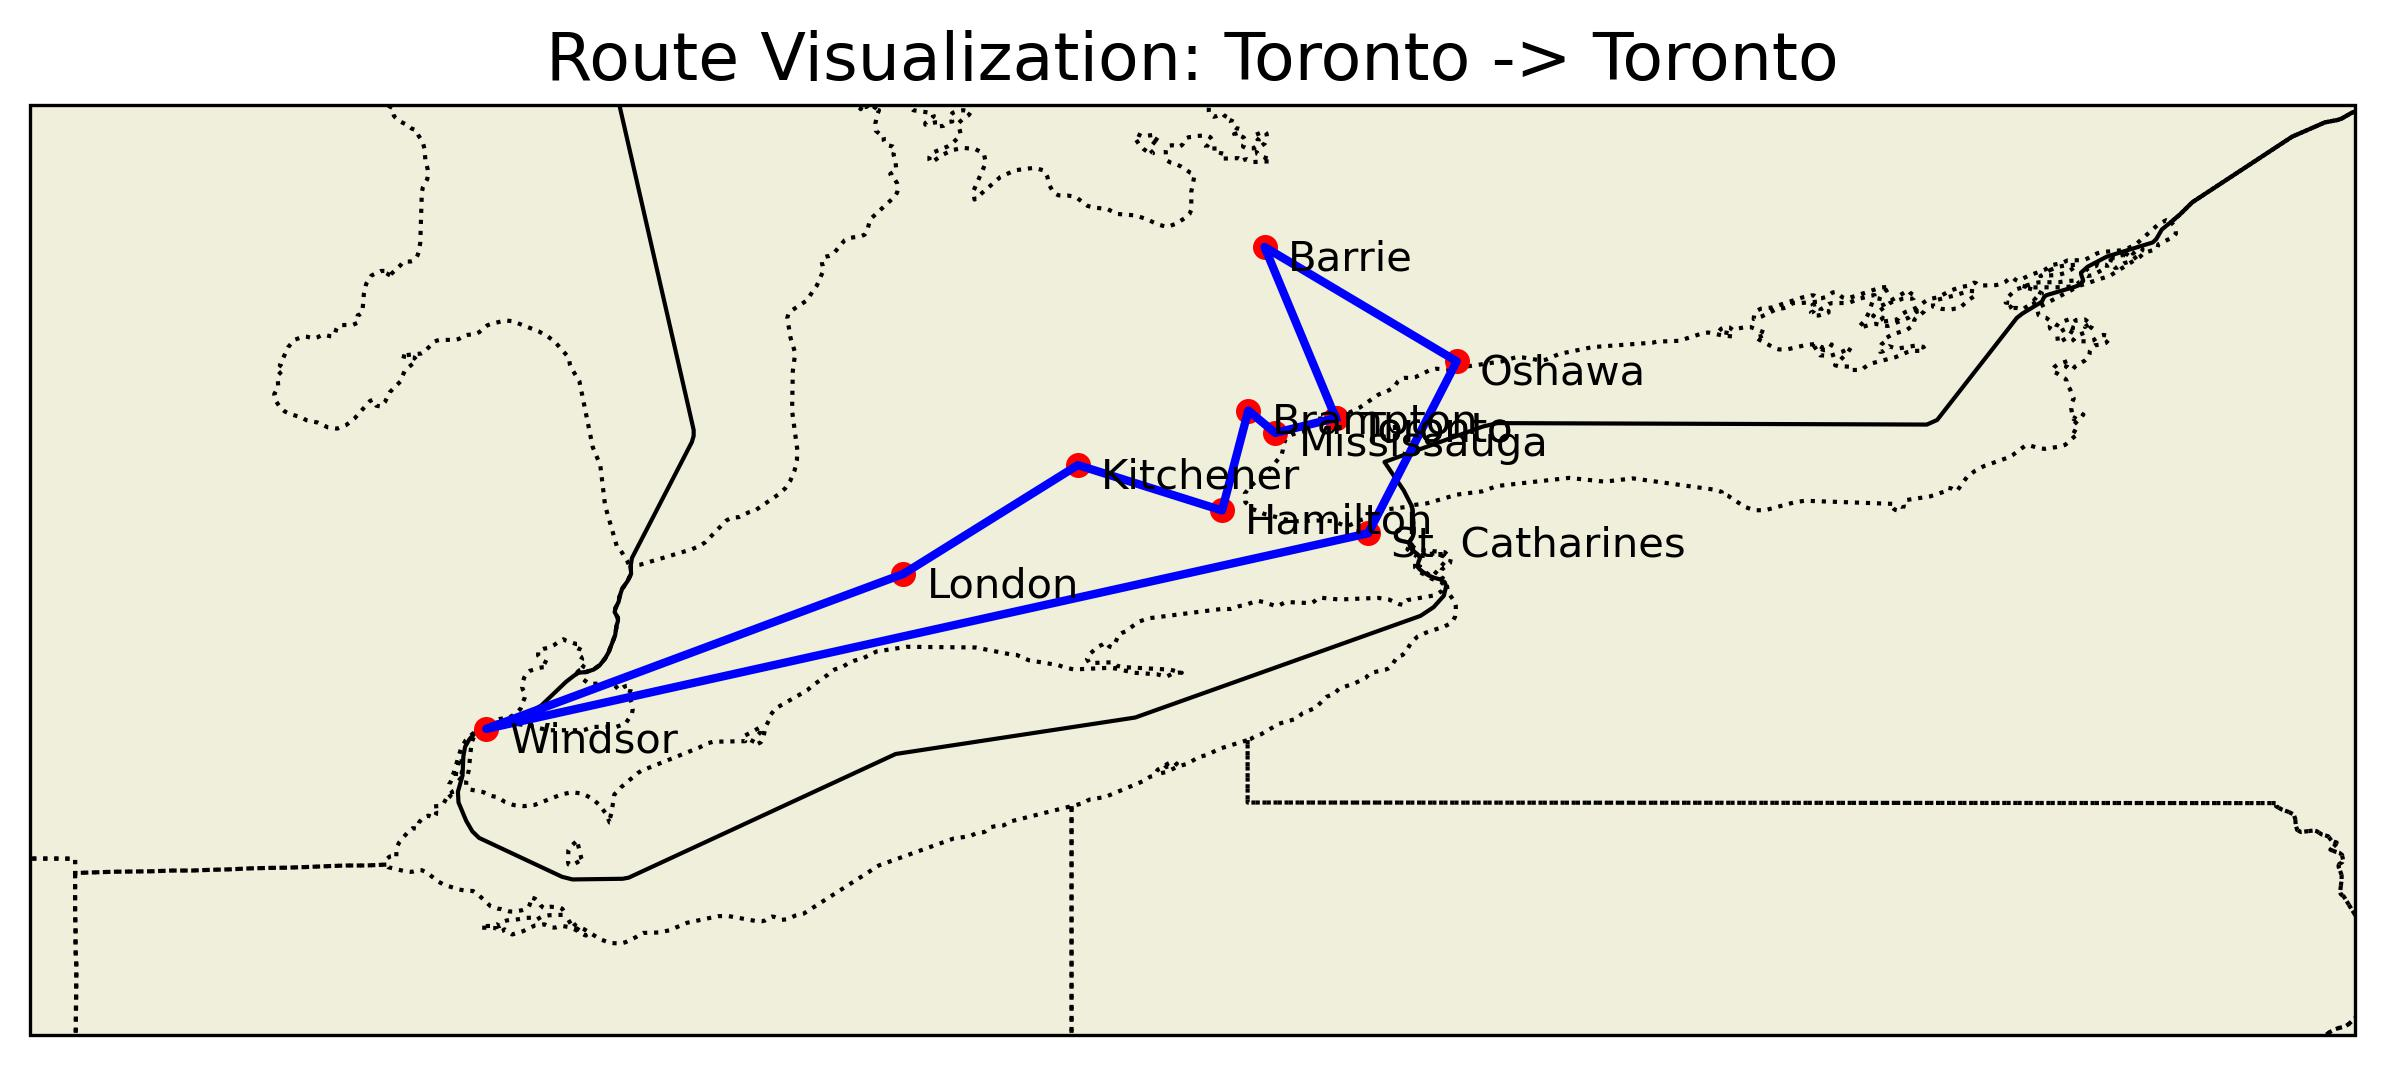 Route Visualization: Toronto -> Toronto
Barrie
Oshawa
Brampton
Toronto
Mississauga
Kitchener
Hamilton
St. Catharines
London
Windsor